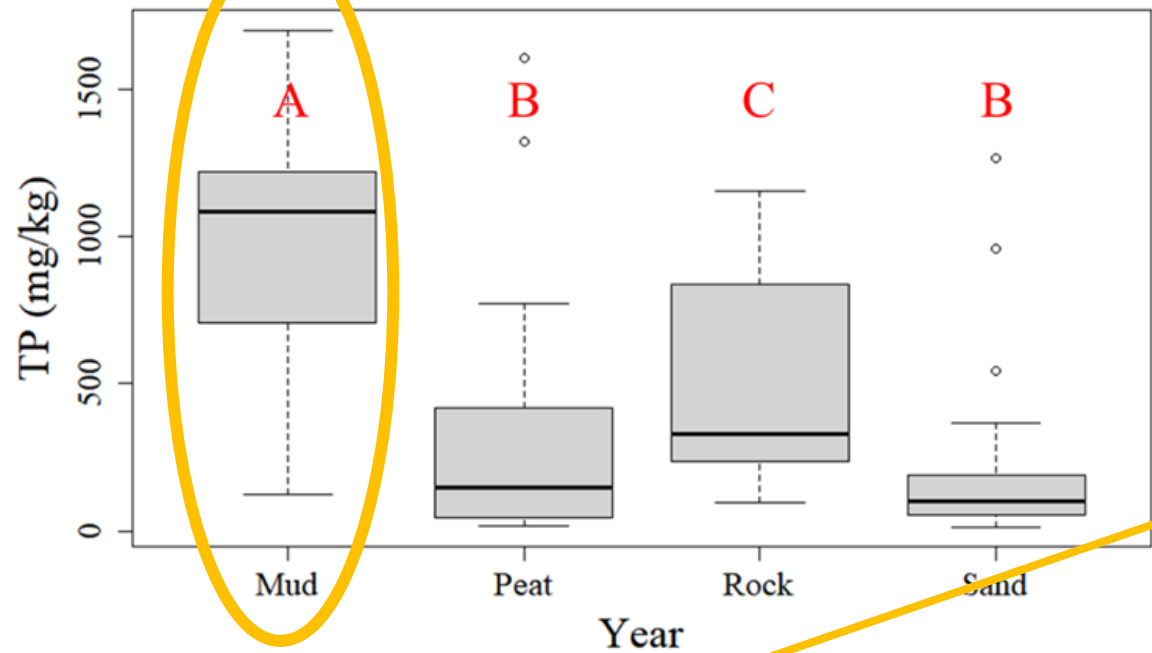 TP (mg/kg)
1500
1000
500
0
A
B
C
B
Mud
Peat
Rock
Sand
Year